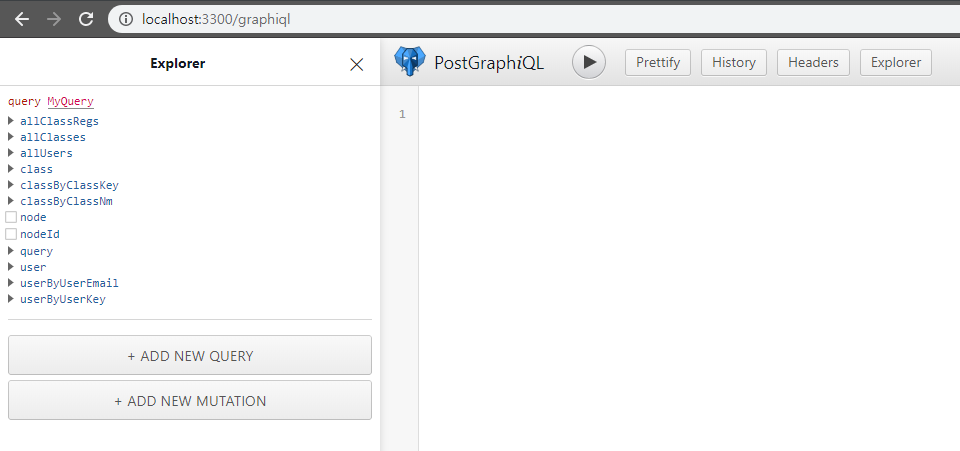 localhost:3300/graphiql
Explorer
PostGraphiQL
Prettify
History
Headers
Explorer
query MyQuery
allClassRegs
allClasses
allUsers
class
classByClassKey
classByClassNm
node
nodeId
query
user
userByUserEmail
userByUserKey
+ ADD NEW QUERY
+ ADD NEW MUTATION
1